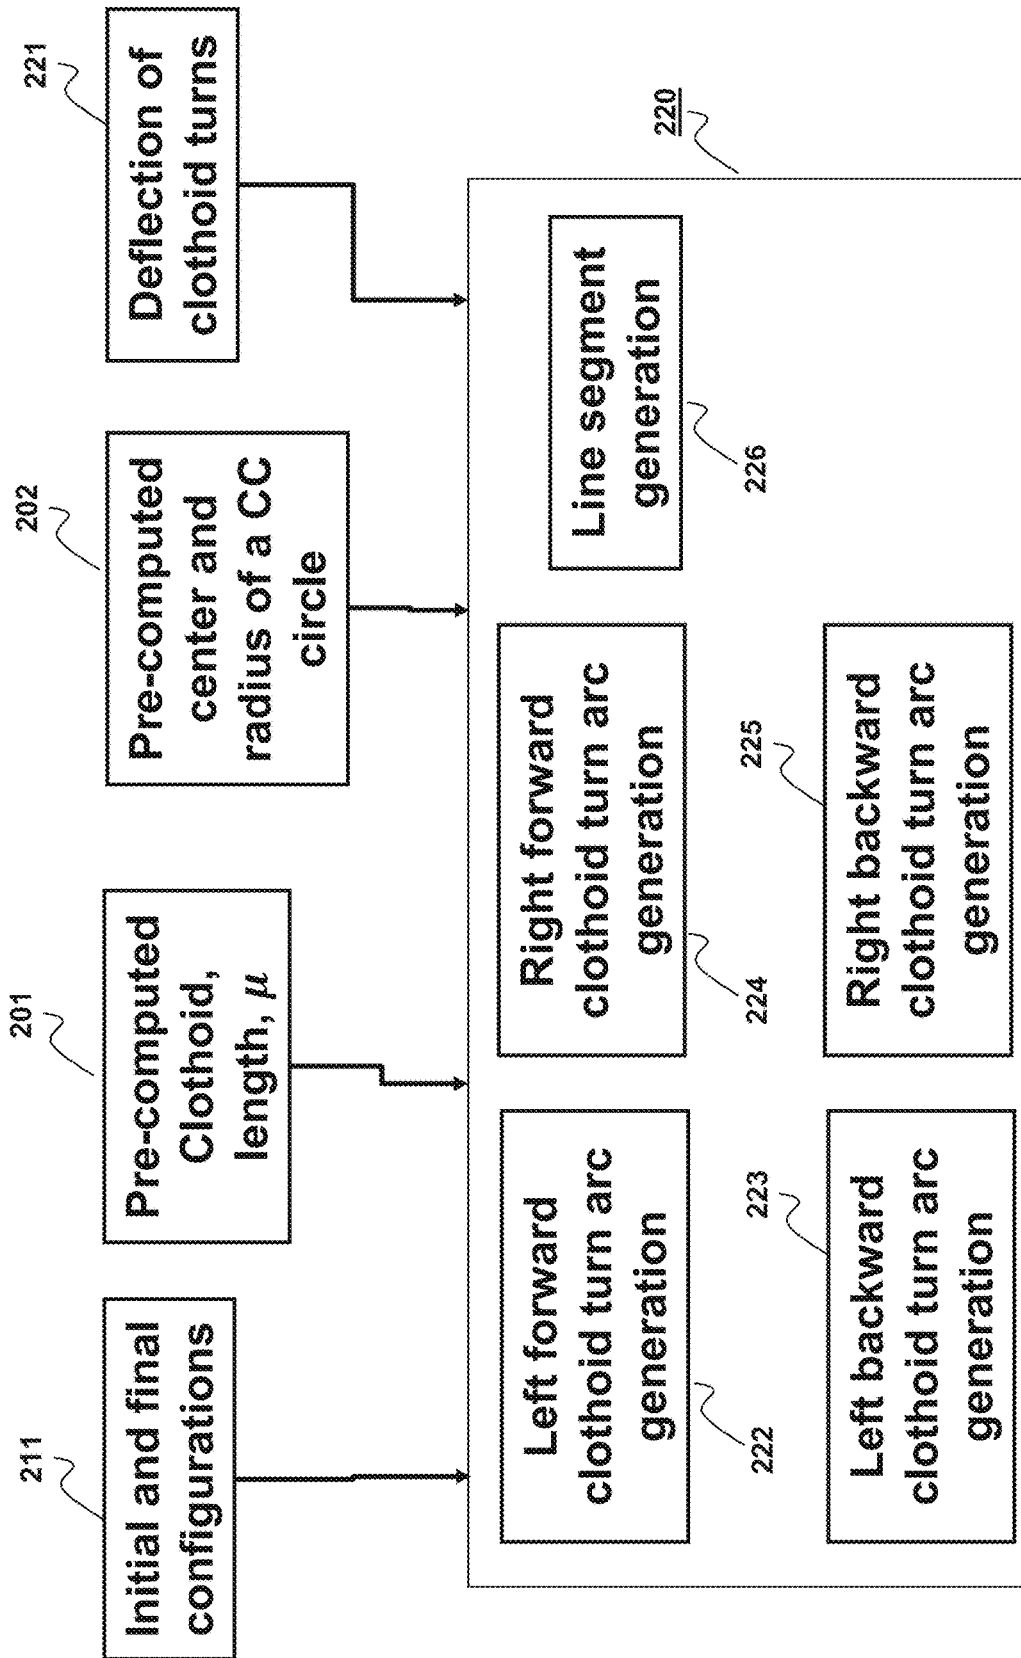 211
Initial and final
configurations
201
Pre-computed
Clothoid,
length, μ
202
Pre-computed
center and
radius of a CC
circle
221
Deflection of
clothoid turns
220
Left forward
clothoid turn arc
generation
222
Right forward
clothoid turn arc
generation
224
Line segment
generation
226
223
Left backward
clothoid turn arc
generation
225
Right backward
clothoid turn arc
generation